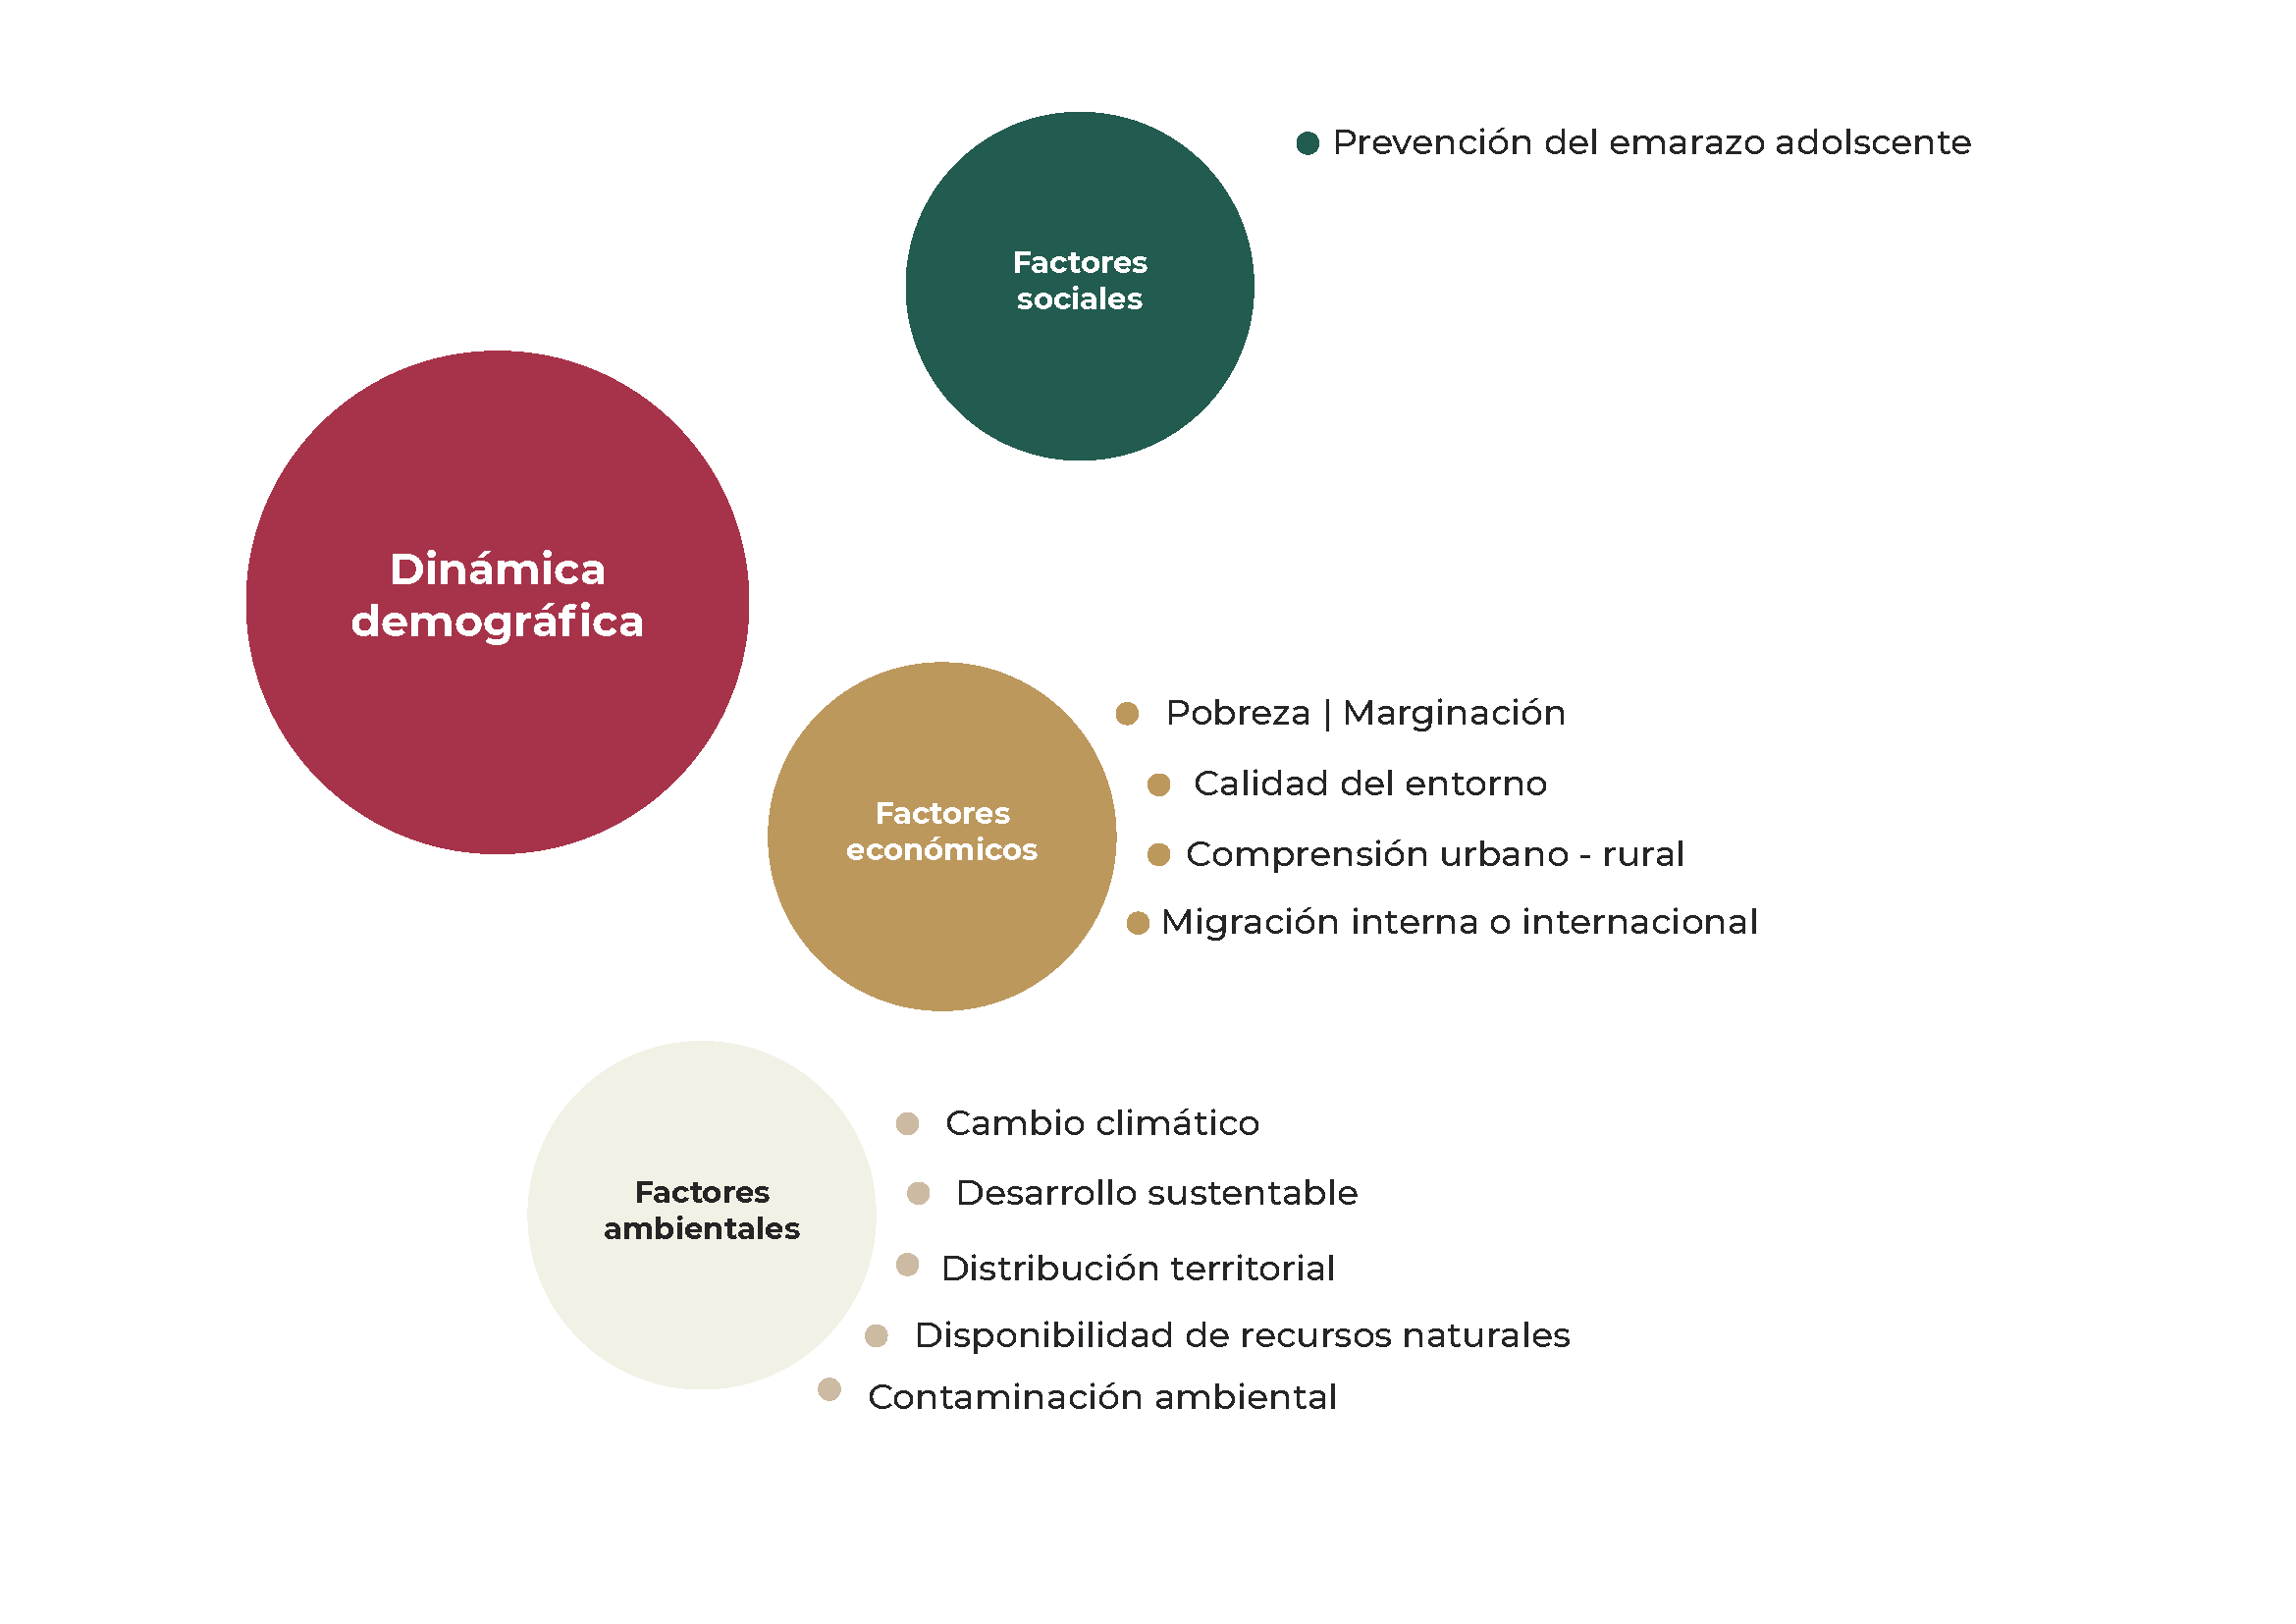 Prevención del emarazo adolscente
Factores
sociales
Dinámica
demográfica
Pobreza | Marginación
Calidad del entorno
Factores
económicos
Comprensión urbano - rural
Migración interna o internacional
Cambio climático
Desarrollo sustentable
Factores
ambientales
Distribución territorial
Disponibilidad de recursos naturales
Contaminación ambiental